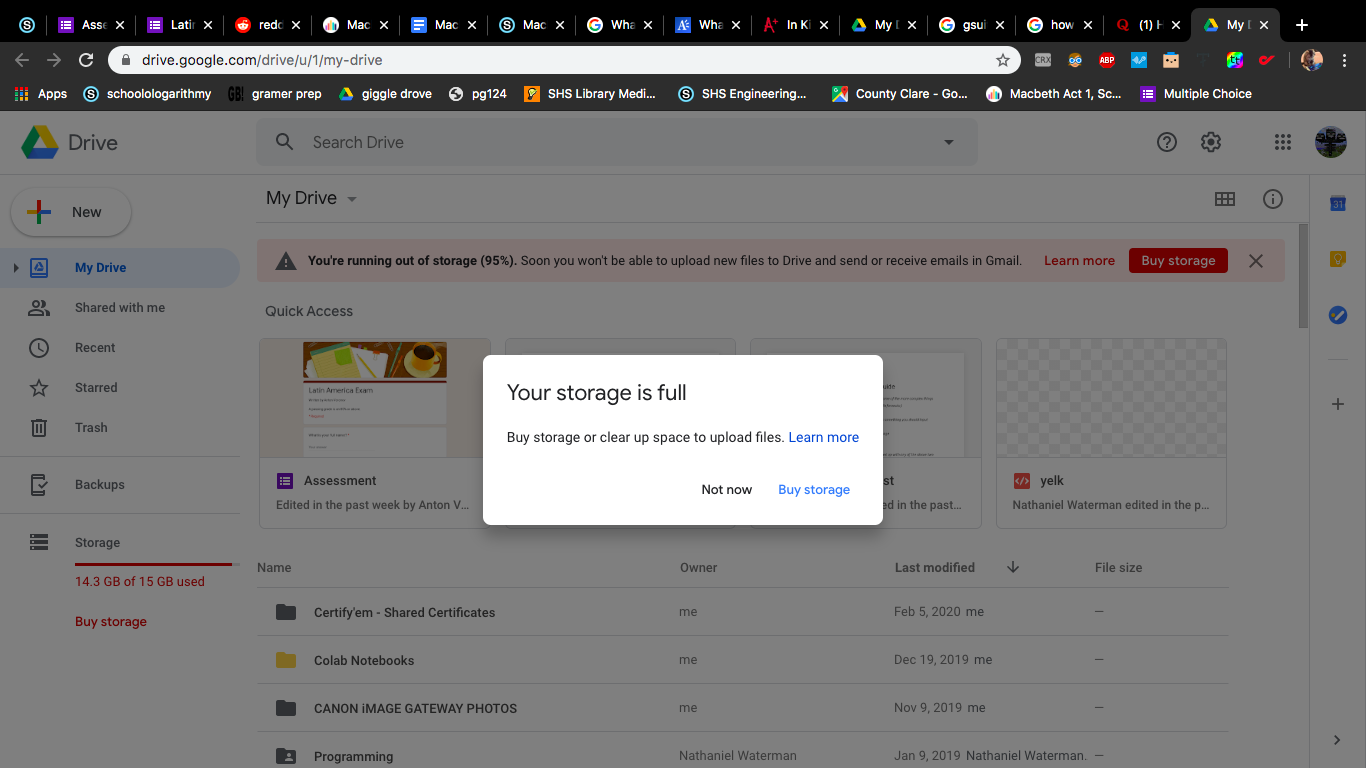 Asse
Latin
redd
Mac
Mac
Mac
Wha
Wha
In Ki
My D
gsui
how
(1) H
My D
drive.google.com/drive/u/1/my-drive
CRX
ABP
Apps
schoolologarithmy
GB!
gramer prep
giggle drove
pg124
SHS Library Medi...
SHS Engineering...
County Clare - Go...
Macbeth Act 1, Sc...
Multiple Choice
Drive
Search Drive
New
My Drive
31
You're running out of storage (95%). Soon you won't be able to upload new files to Drive and send or receive emails in Gmail.
Learn more
Buy storage
My Drive
Shared with me
Recent
Starred
Trash
Backups
Storage
14.3 GB of 15 GB used
Buy storage
Quick Access
Latin America Exam
Assessment
Edited in the past week by Anton V...
Your storage is full
Buy storage or clear up space to upload files. Learn more
Not now
Buy storage
uide
st
ed in the past...
yelk
Nathaniel Waterman edited in the p...
Name
Owner
Last modified
File size
Certify'em - Shared Certificates
me
Feb 5, 2020 me
—
Colab Notebooks
me
Dec 19, 2019 me
—
CANON iMAGE GATEWAY PHOTOS
me
Nov 9, 2019 me
—
Programming
Nathaniel Waterman
Jan 9, 2019 Nathaniel Waterman.
—